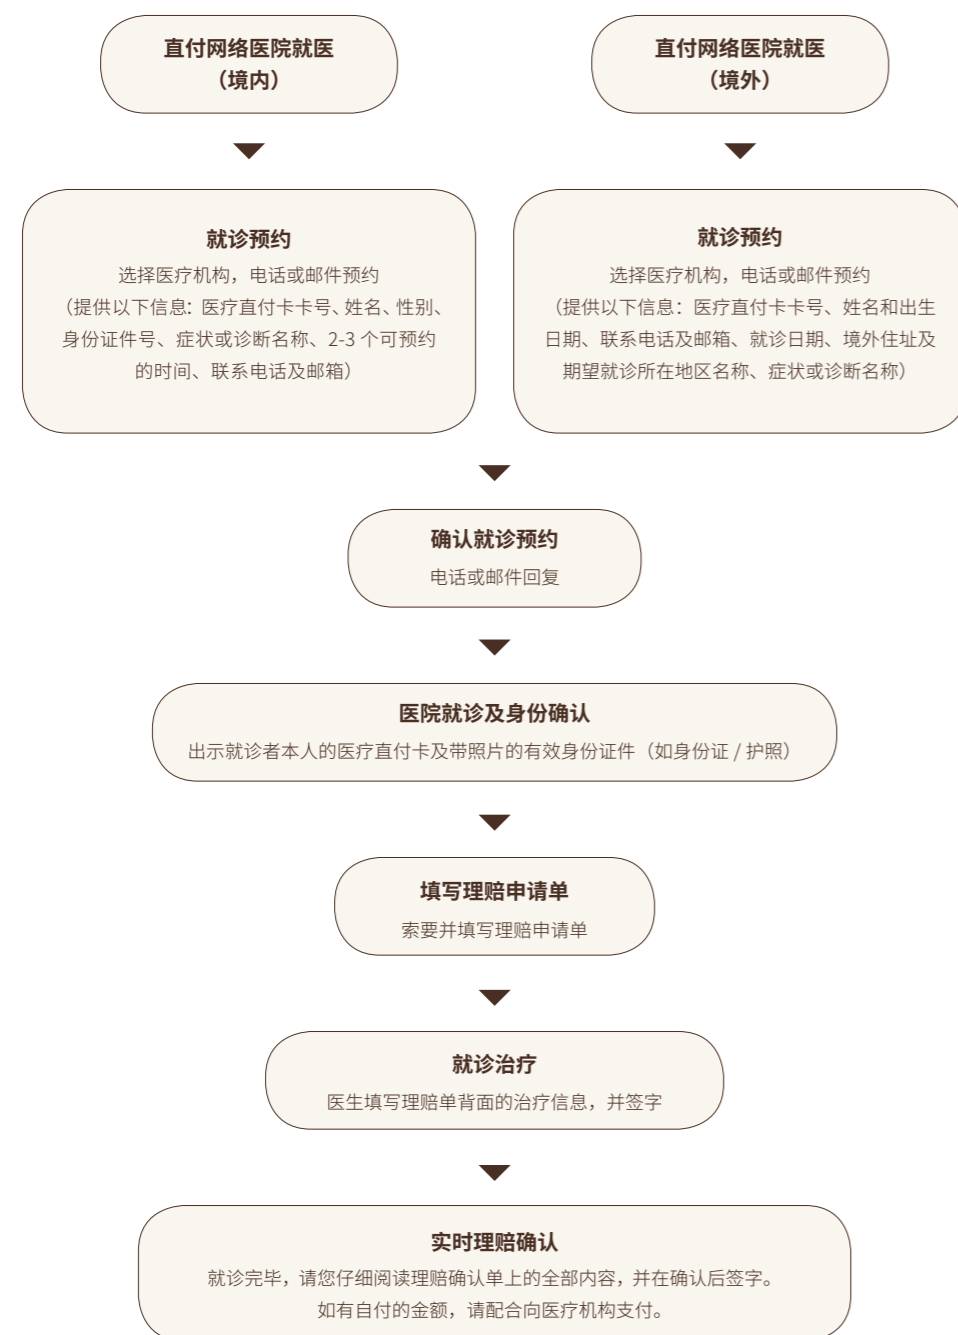 直付网络医院就医
（境内）
直付网络医院就医
（境外）
就诊预约
选择医疗机构，电话或邮件预约
（提供以下信息：医疗直付卡卡号、姓名、性别、
身份证件号、症状或诊断名称、2-3 个可预约
的时间、联系电话及邮箱）
就诊预约
选择医疗机构，电话或邮件预约
（提供以下信息：医疗直付卡卡号、姓名和出生
日期、联系电话及邮箱、就诊日期、境外住址及
期望就诊所在地区名称、症状或诊断名称）
确认就诊预约
电话或邮件回复
医院就诊及身份确认
出示就诊者本人的医疗直付卡及带照片的有效身份证件（如身份证 / 护照）
填写理赔申请单
索要并填写理赔申请单
就诊治疗
医生填写理赔单背面的治疗信息，并签字
实时理赔确认
就诊完毕，请您仔细阅读理赔确认单上的全部内容，并在确认后签字。
如有自付的金额，请配合向医疗机构支付。